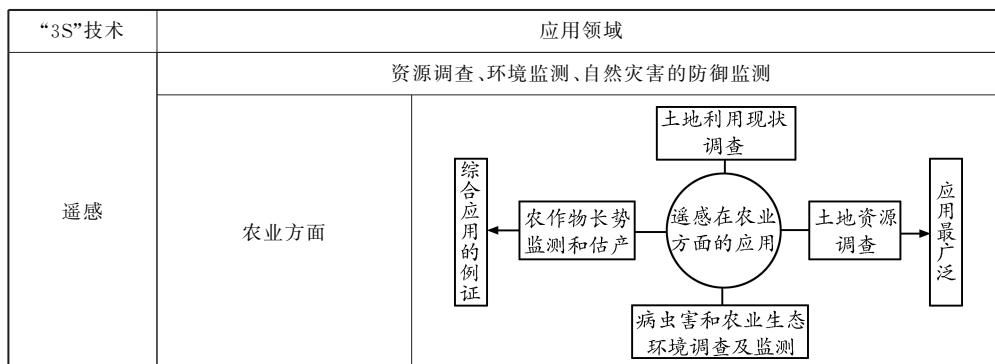 “3S”技术
应用领域
遥感
资源调查、环境监测、自然灾害的防御监测
农业方面
土地利用现状
调查
综合应用的例证
农作物长势
监测和估产
遥感在农业
方面的应用
土地资源
调查
应用最广泛
病虫害和农业生态
环境调查及监测